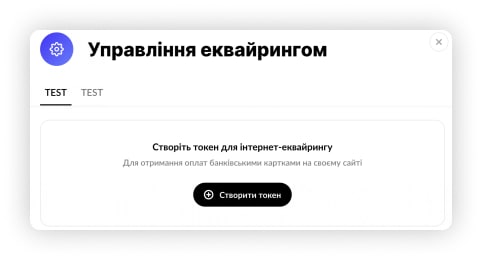 Управління еквайрингом
TEST TEST
Створіть токен для інтернет-еквайрингу
Для отримання оплат банківськими картками на своєму сайті
Створити токен